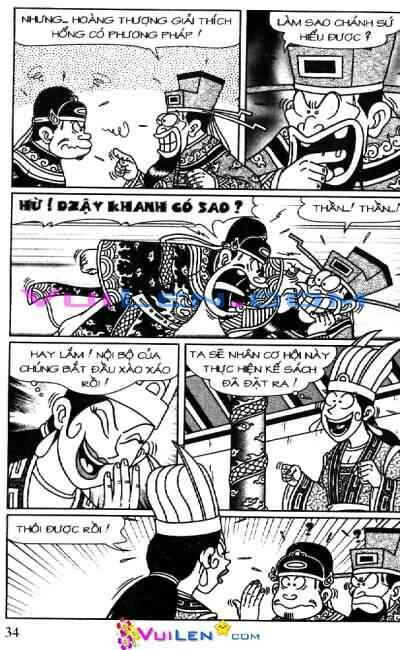 NHƯNG... HOÀNG THƯỢNG GIẢI THÍCH
HỔNG CÓ PHƯƠNG PHÁP !
LÀM SAO CHÁNH SỨ
HIỂU ĐƯỢC ?
HỪ ! DZẬY KHANH CÓ SAO ?
THẦN...! THẦN...!
VUILEN.COM
HAY LẮM ! NỘI BỘ CỦA
CHÚNG BẮT ĐẦU XÀO XÁO
RỒI !
TA SẼ NHÂN CƠ HỘI NÀY
THỰC HIỆN KẾ SÁCH
ĐÃ ĐẶT RA !
THÔI ĐƯỢC RỒI !
? ?
34
VUILEN.COM